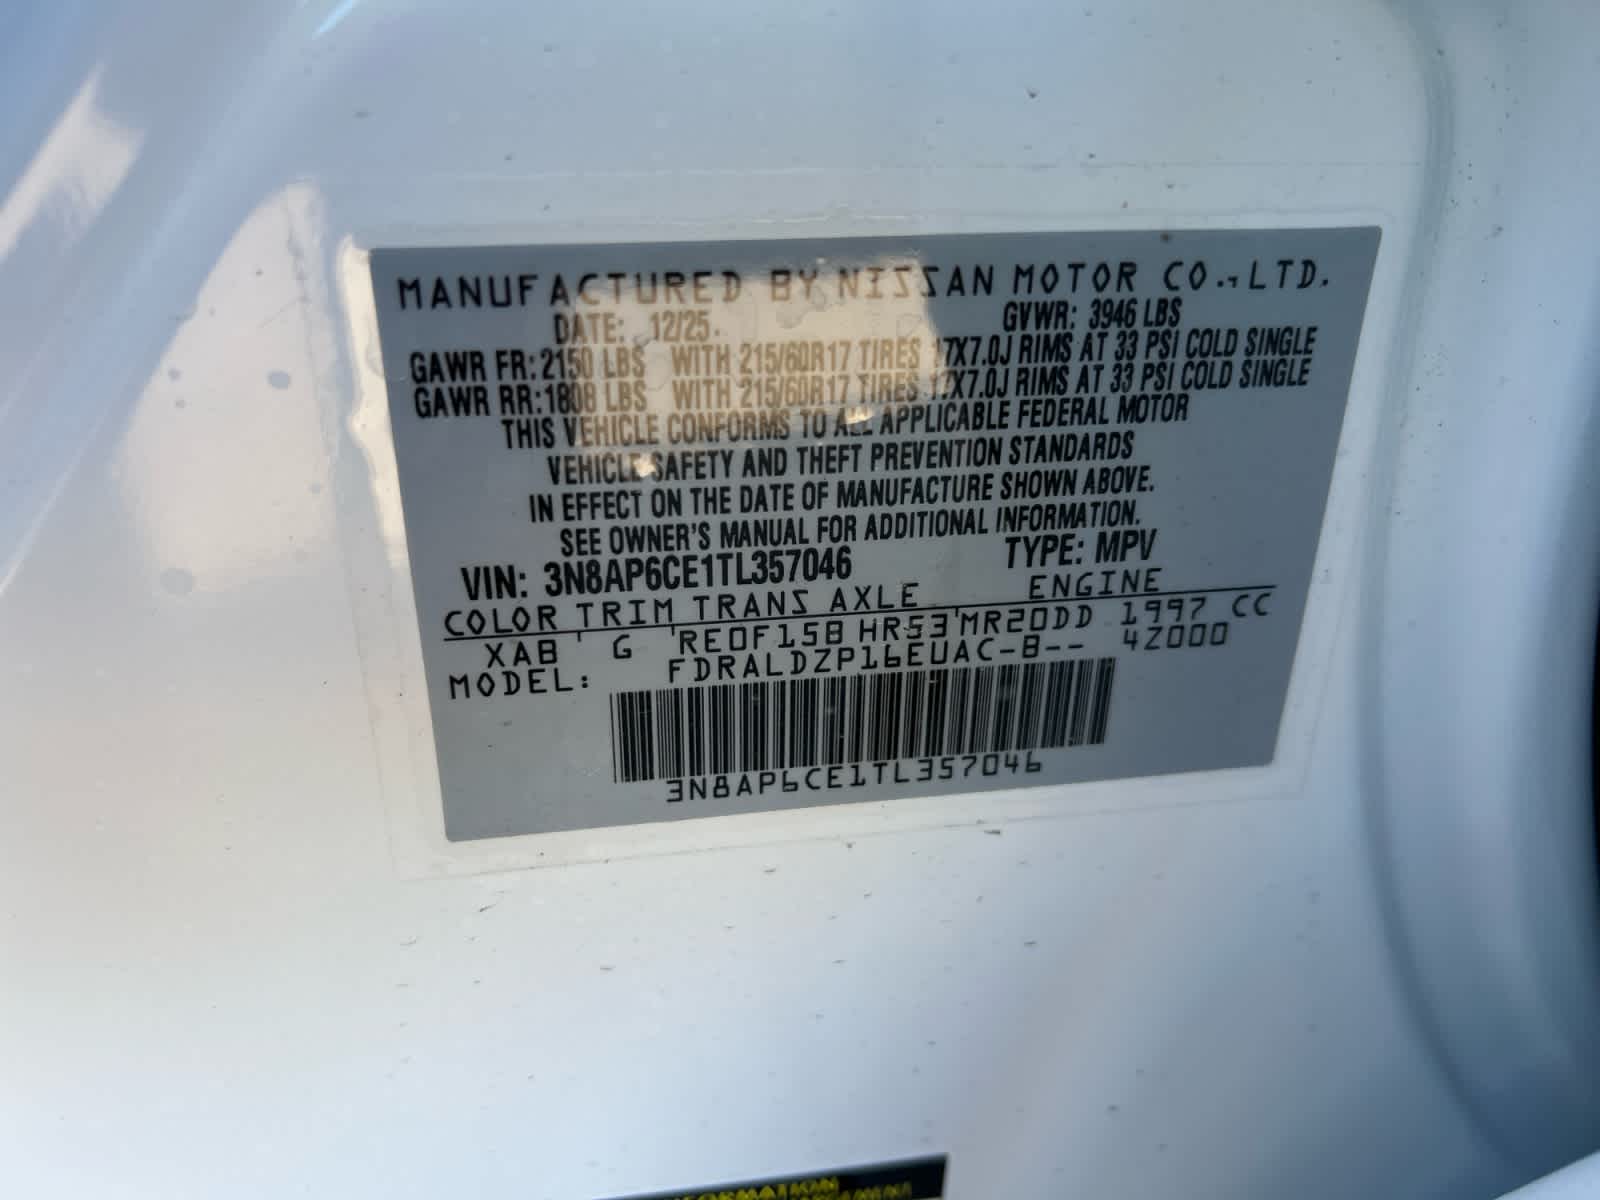 MANUFACTURED BY NISSAN MOTOR CO., LTD.
DATE: 12/25. GVWR: 3946 LBS
GAWR FR: 2150 LBS WITH 215/60R17 TIRES 17X7.0J RIMS AT 33 PSI COLD SINGLE
GAWR RR: 1808 LBS WITH 215/60R17 TIRES 17X7.0J RIMS AT 33 PSI COLD SINGLE
THIS VEHICLE CONFORMS TO ALL APPLICABLE FEDERAL MOTOR
VEHICLE SAFETY AND THEFT PREVENTION STANDARDS
IN EFFECT ON THE DATE OF MANUFACTURE SHOWN ABOVE.
SEE OWNER'S MANUAL FOR ADDITIONAL INFORMATION.
VIN: 3N8AP6CE1TL357046 TYPE: MPV
COLOR TRIM TRANS AXLE ENGINE
XAB G RE0F15B HR53 MR20DD 1997 CC
MODEL: FDRALDZP16EUAC-B-- 4Z000
3N8AP6CE1TL357046